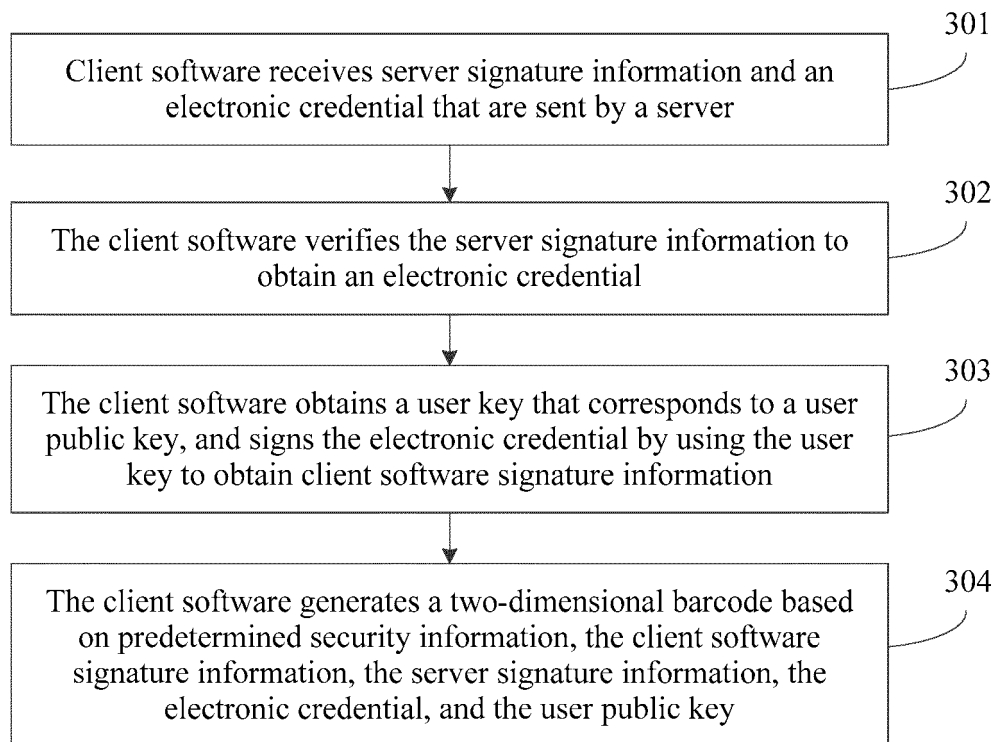 301
Client software receives server signature information and an
electronic credential that are sent by a server
302
The client software verifies the server signature information to
obtain an electronic credential
303
The client software obtains a user key that corresponds to a user
public key, and signs the electronic credential by using the user
key to obtain client software signature information
304
The client software generates a two-dimensional barcode based
on predetermined security information, the client software
signature information, the server signature information, the
electronic credential, and the user public key